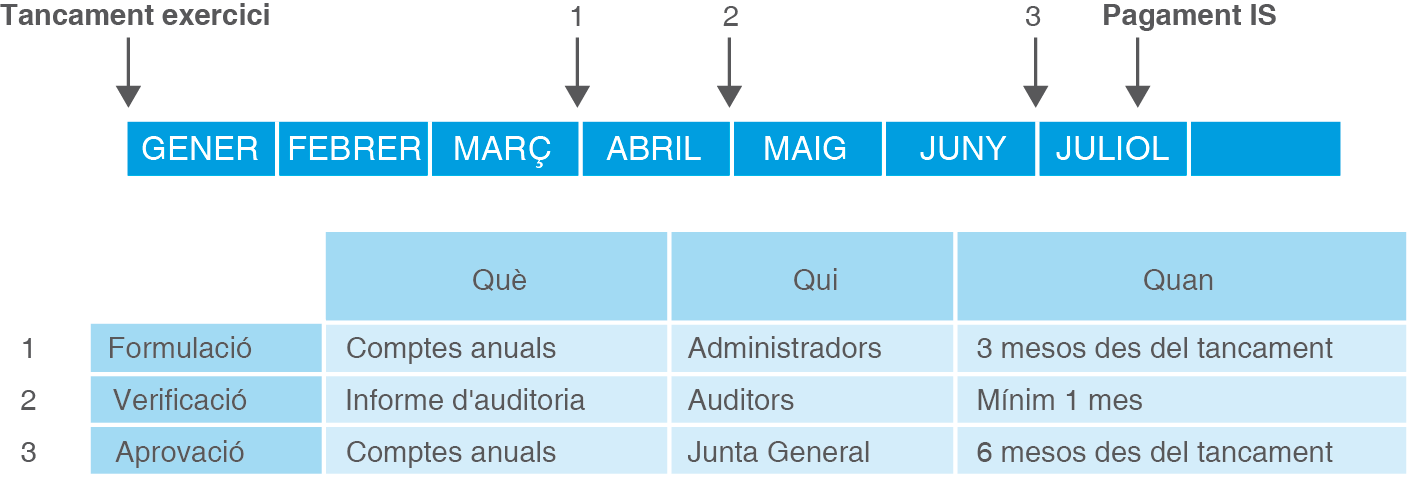 Tancament exercici 1 2 3 Pagament IS
GENER FEBRER MARÇ ABRIL MAIG JUNY JULIOL
Què Qui Quan
1 Formulació Comptes anuals Administradors 3 mesos des del tancament
2 Verificació Informe d'auditoria Auditors Mínim 1 mes
3 Aprovació Comptes anuals Junta General 6 mesos des del tancament